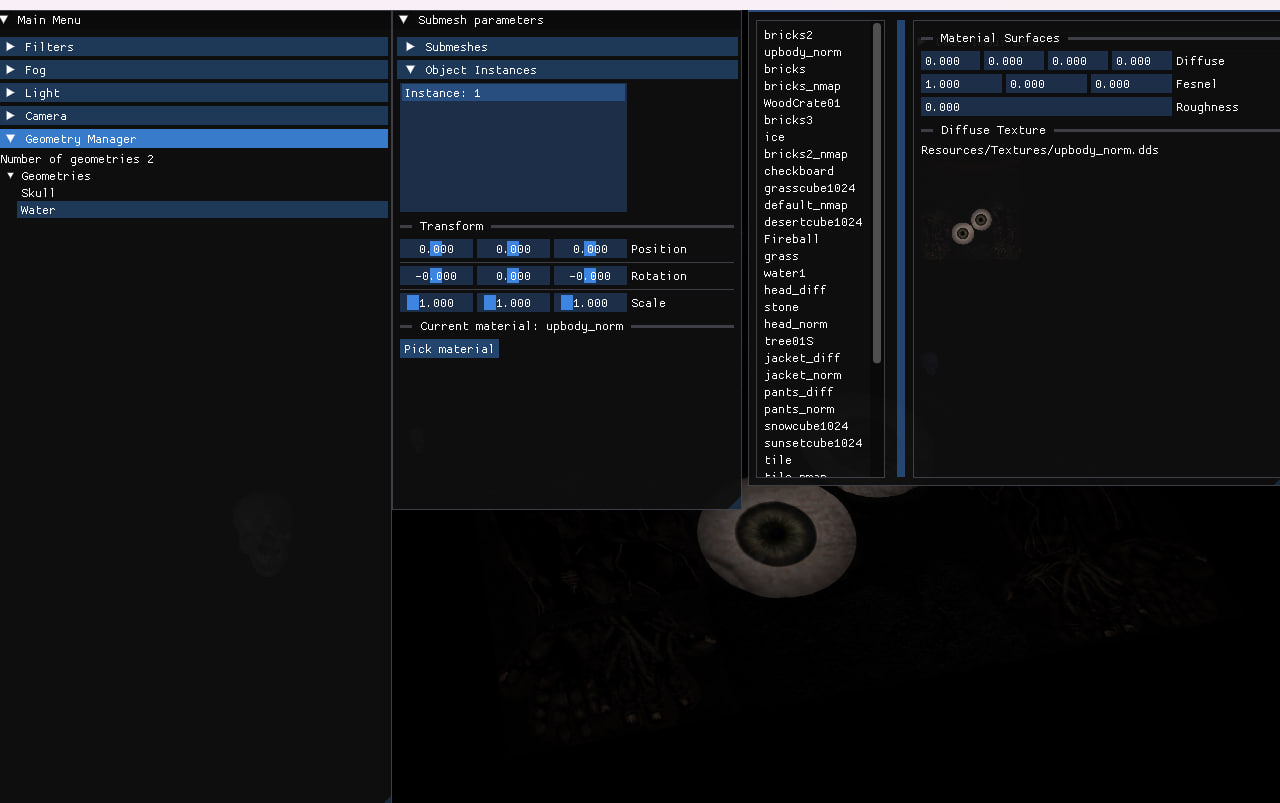 Main Menu
Filters
Fog
Light
Camera
Geometry Manager
Number of geometries 2
Geometries
Skull
Water
Submesh parameters
Submeshes
Object Instances
Instance: 1
Transform
0.000 0.000 0.000 Position
-0.000 0.000 -0.000 Rotation
1.000 1.000 1.000 Scale
Current material: upbody_norm
Pick material
bricks2
upbody_norm
bricks
bricks_nmap
WoodCrate01
bricks3
ice
bricks2_nmap
checkboard
grasscube1024
default_nmap
desertcube1024
Fireball
grass
water1
head_diff
stone
head_norm
tree01S
jacket_diff
jacket_norm
pants_diff
pants_norm
snowcube1024
sunsetcube1024
tile
tile_nmap
Material Surfaces
0.000 0.000 0.000 0.000 Diffuse
1.000 0.000 0.000 Fesnel
0.000 Roughness
Diffuse Texture
Resources/Textures/upbody_norm.dds